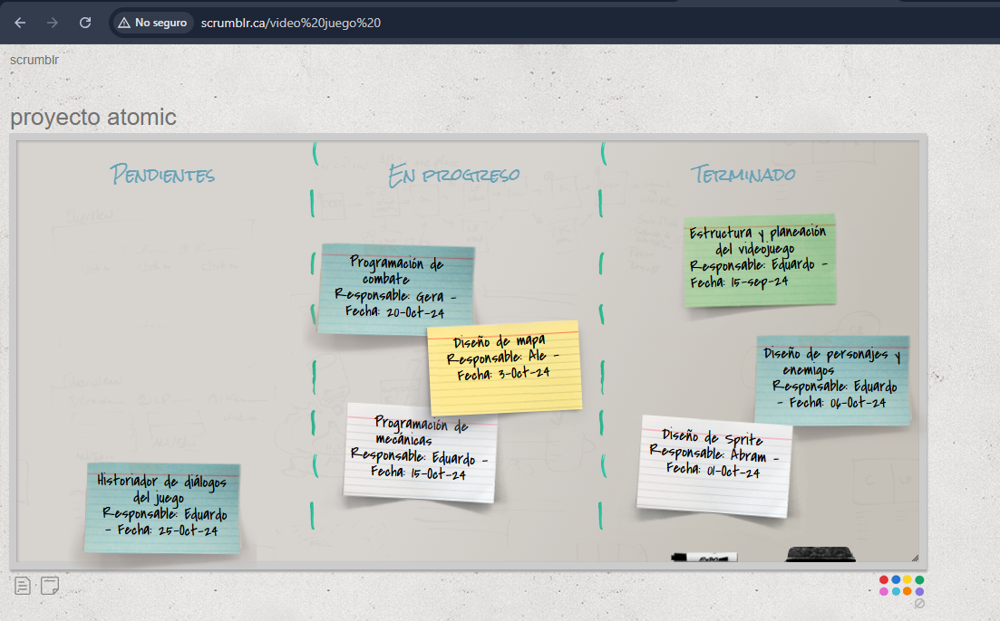 No seguro
scrumblr.ca/video%20juego%20
scrumblr
proyecto atomic
Pendientes
En progreso
Terminado
Programación de
combate
Responsable: Gera -
Fecha: 20-Oct-24
Diseño de mapa
Responsable: Ale -
Fecha: 3-Oct-24
Programación de
mecánicas
Responsable: Eduardo -
Fecha: 15-Oct-24
Historiador de diálogos
del juego
Responsable: Eduardo
- Fecha: 25-Oct-24
Estructura y planeación
del videojuego
Responsable: Eduardo -
Fecha: 15-sep-24
Diseño de personajes y
enemigos
Responsable: Eduardo
- Fecha: 06-Oct-24
Diseño de Sprite
Responsable: Abram -
Fecha: 01-Oct-24